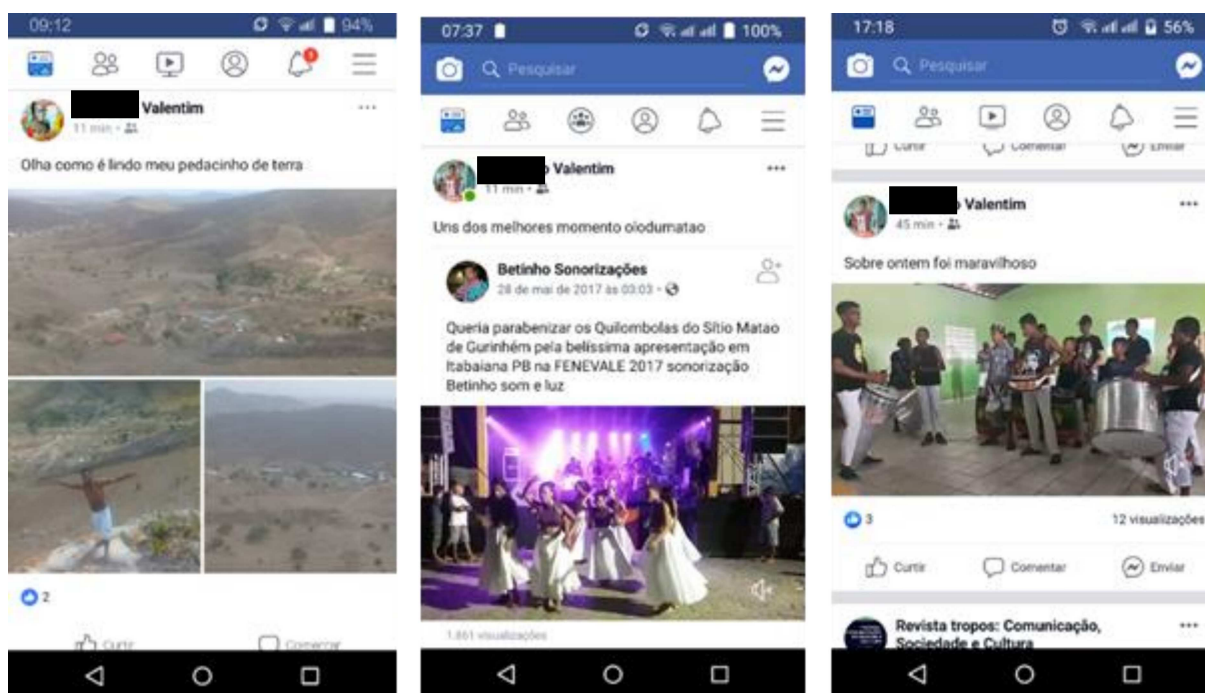 09:12
94%
1
Valentim
11 min
Olha como é lindo meu pedacinho de terra
2
Curtir
Comentar
07:37
100%
Pesquisar
Valentim
11 min
Uns dos melhores momento olodumatao
Betinho Sonorizações
28 de mai de 2017 às 03:03
Queria parabenizar os Quilombolas do Sítio Matao
de Gurinhém pela belíssima apresentação em
Itabaiana PB na FENEVALE 2017 sonorização
Betinho som e luz
1.861 visualizações
17:18
56%
Pesquisar
Curtir
Comentar
Enviar
o Valentim
45 min
Sobre ontem foi maravilhoso
3
12 visualizações
Curtir
Comentar
Enviar
Revista tropos: Comunicação,
Sociedade e Cultura